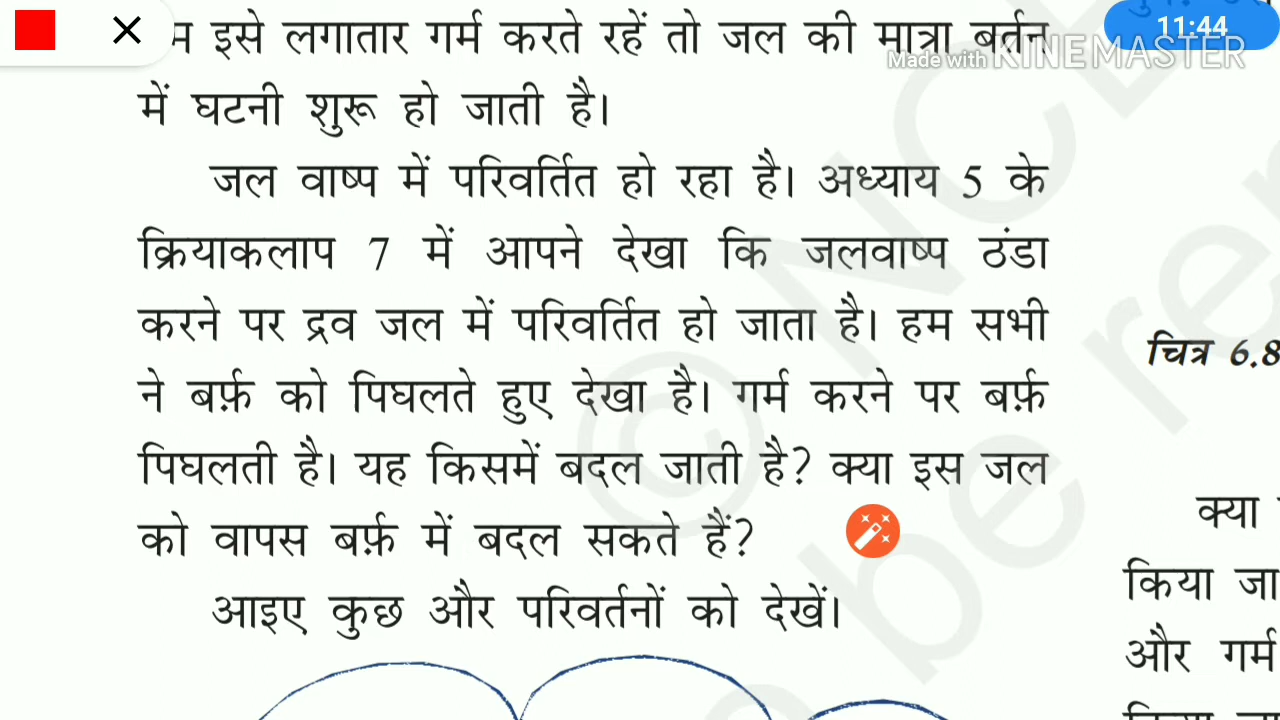 इसे लगातार गर्म करते रहें तो जल की मात्रा बर्तन
में घटनी शुरू हो जाती है।
जल वाष्प में परिवर्तित हो रहा है। अध्याय 5 के
क्रियाकलाप 7 में आपने देखा कि जलवाष्प ठंडा
करने पर द्रव जल में परिवर्तित हो जाता है। हम सभी
ने बर्फ़ को पिघलते हुए देखा है। गर्म करने पर बर्फ़
पिघलती है। यह किसमें बदल जाती है? क्या इस जल
को वापस बर्फ़ में बदल सकते हैं?
आइए कुछ और परिवर्तनों को देखें।
11:44
Made with KINEMASTER
चित्र 6.8
क्या
किया जा
और गर्म
© NCE
be re